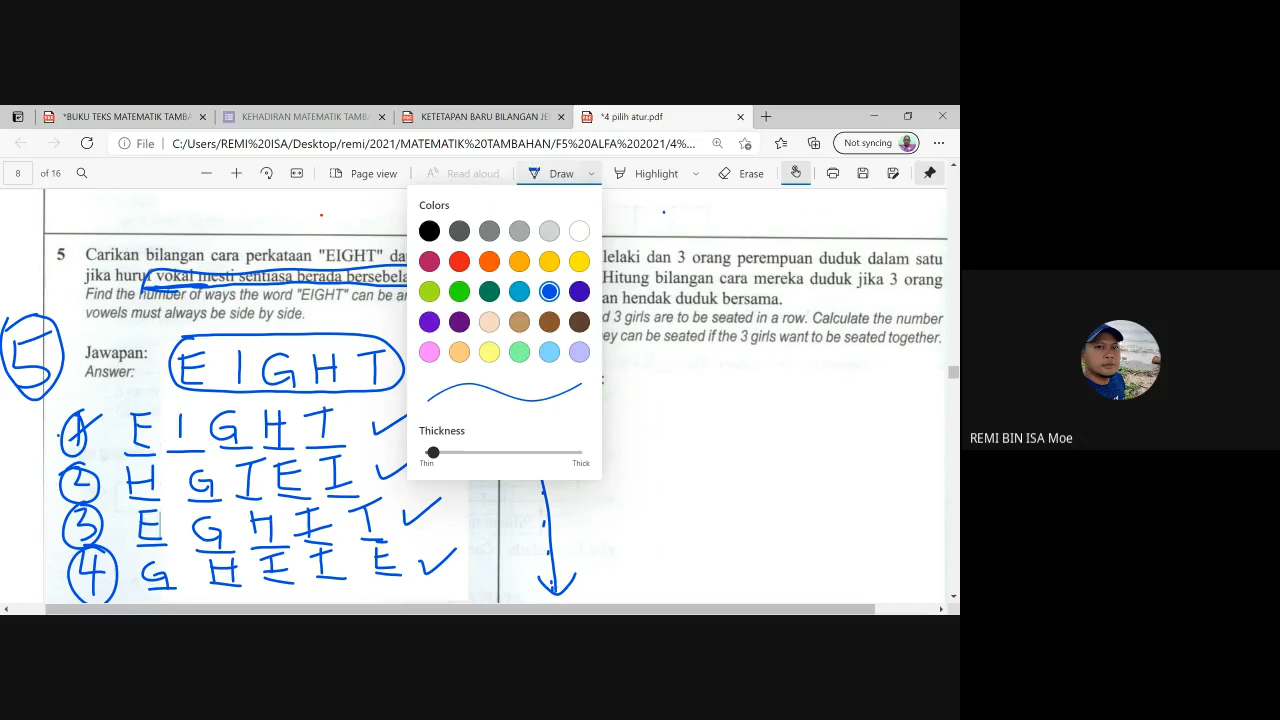 *BUKU TEKS MATEMATIK TAMBA
KEHADIRAN MATEMATIK TAMBA
KETETAPAN BARU BILANGAN JE
*4 pilih atur.pdf
File
C:/Users/REMI%20ISA/Desktop/remi/2021/MATEMATIK%20TAMBAHAN/F5%20ALFA%202021/4%...
Not syncing
8 of 16
Page view
Read aloud
Draw
Highlight
Erase
Colors
Thickness
Thin
Thick
5 Carikan bilangan cara perkataan "EIGHT" da
jika huruf vokal mesti sentiasa berada bersebela
Find the number of ways the word "EIGHT" can be ar
vowels must always be side by side.
Jawapan:
Answer:
5
E I G H T
1 E I G H T
2 H G T E I
3 E G H I T
4 G H I T E
lelaki dan 3 orang perempuan duduk dalam satu
Hitung bilangan cara mereka duduk jika 3 orang
an hendak duduk bersama.
d 3 girls are to be seated in a row. Calculate the number
ey can be seated if the 3 girls want to be seated together.
REMI BIN ISA Moe